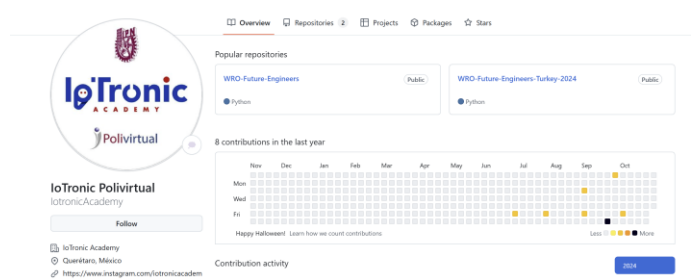 Overview Repositories 2 Projects Packages Stars
IoTronic
ACADEMY
Polivirtual
IoTronic Polivirtual
IotronicAcademy
Follow
IoTronic Academy
Querétaro, México
https://www.instagram.com/iotronicacadem
Popular repositories
WRO-Future-Engineers Public
Python
WRO-Future-Engineers-Turkey-2024 Public
Python
8 contributions in the last year
Nov Dec Jan Feb Mar Apr May Jun Jul Aug Sep Oct
Mon
Wed
Fri
Happy Halloween! Learn how we count contributions Less More
Contribution activity
2024